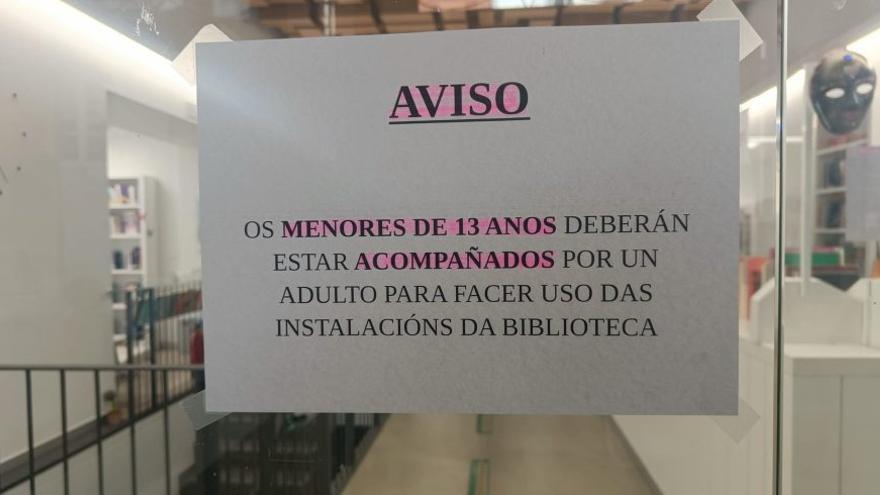 AVISO
OS MENORES DE 13 ANOS DEBERÁN
ESTAR ACOMPAÑADOS POR UN
ADULTO PARA FACER USO DAS
INSTALACIÓNS DA BIBLIOTECA